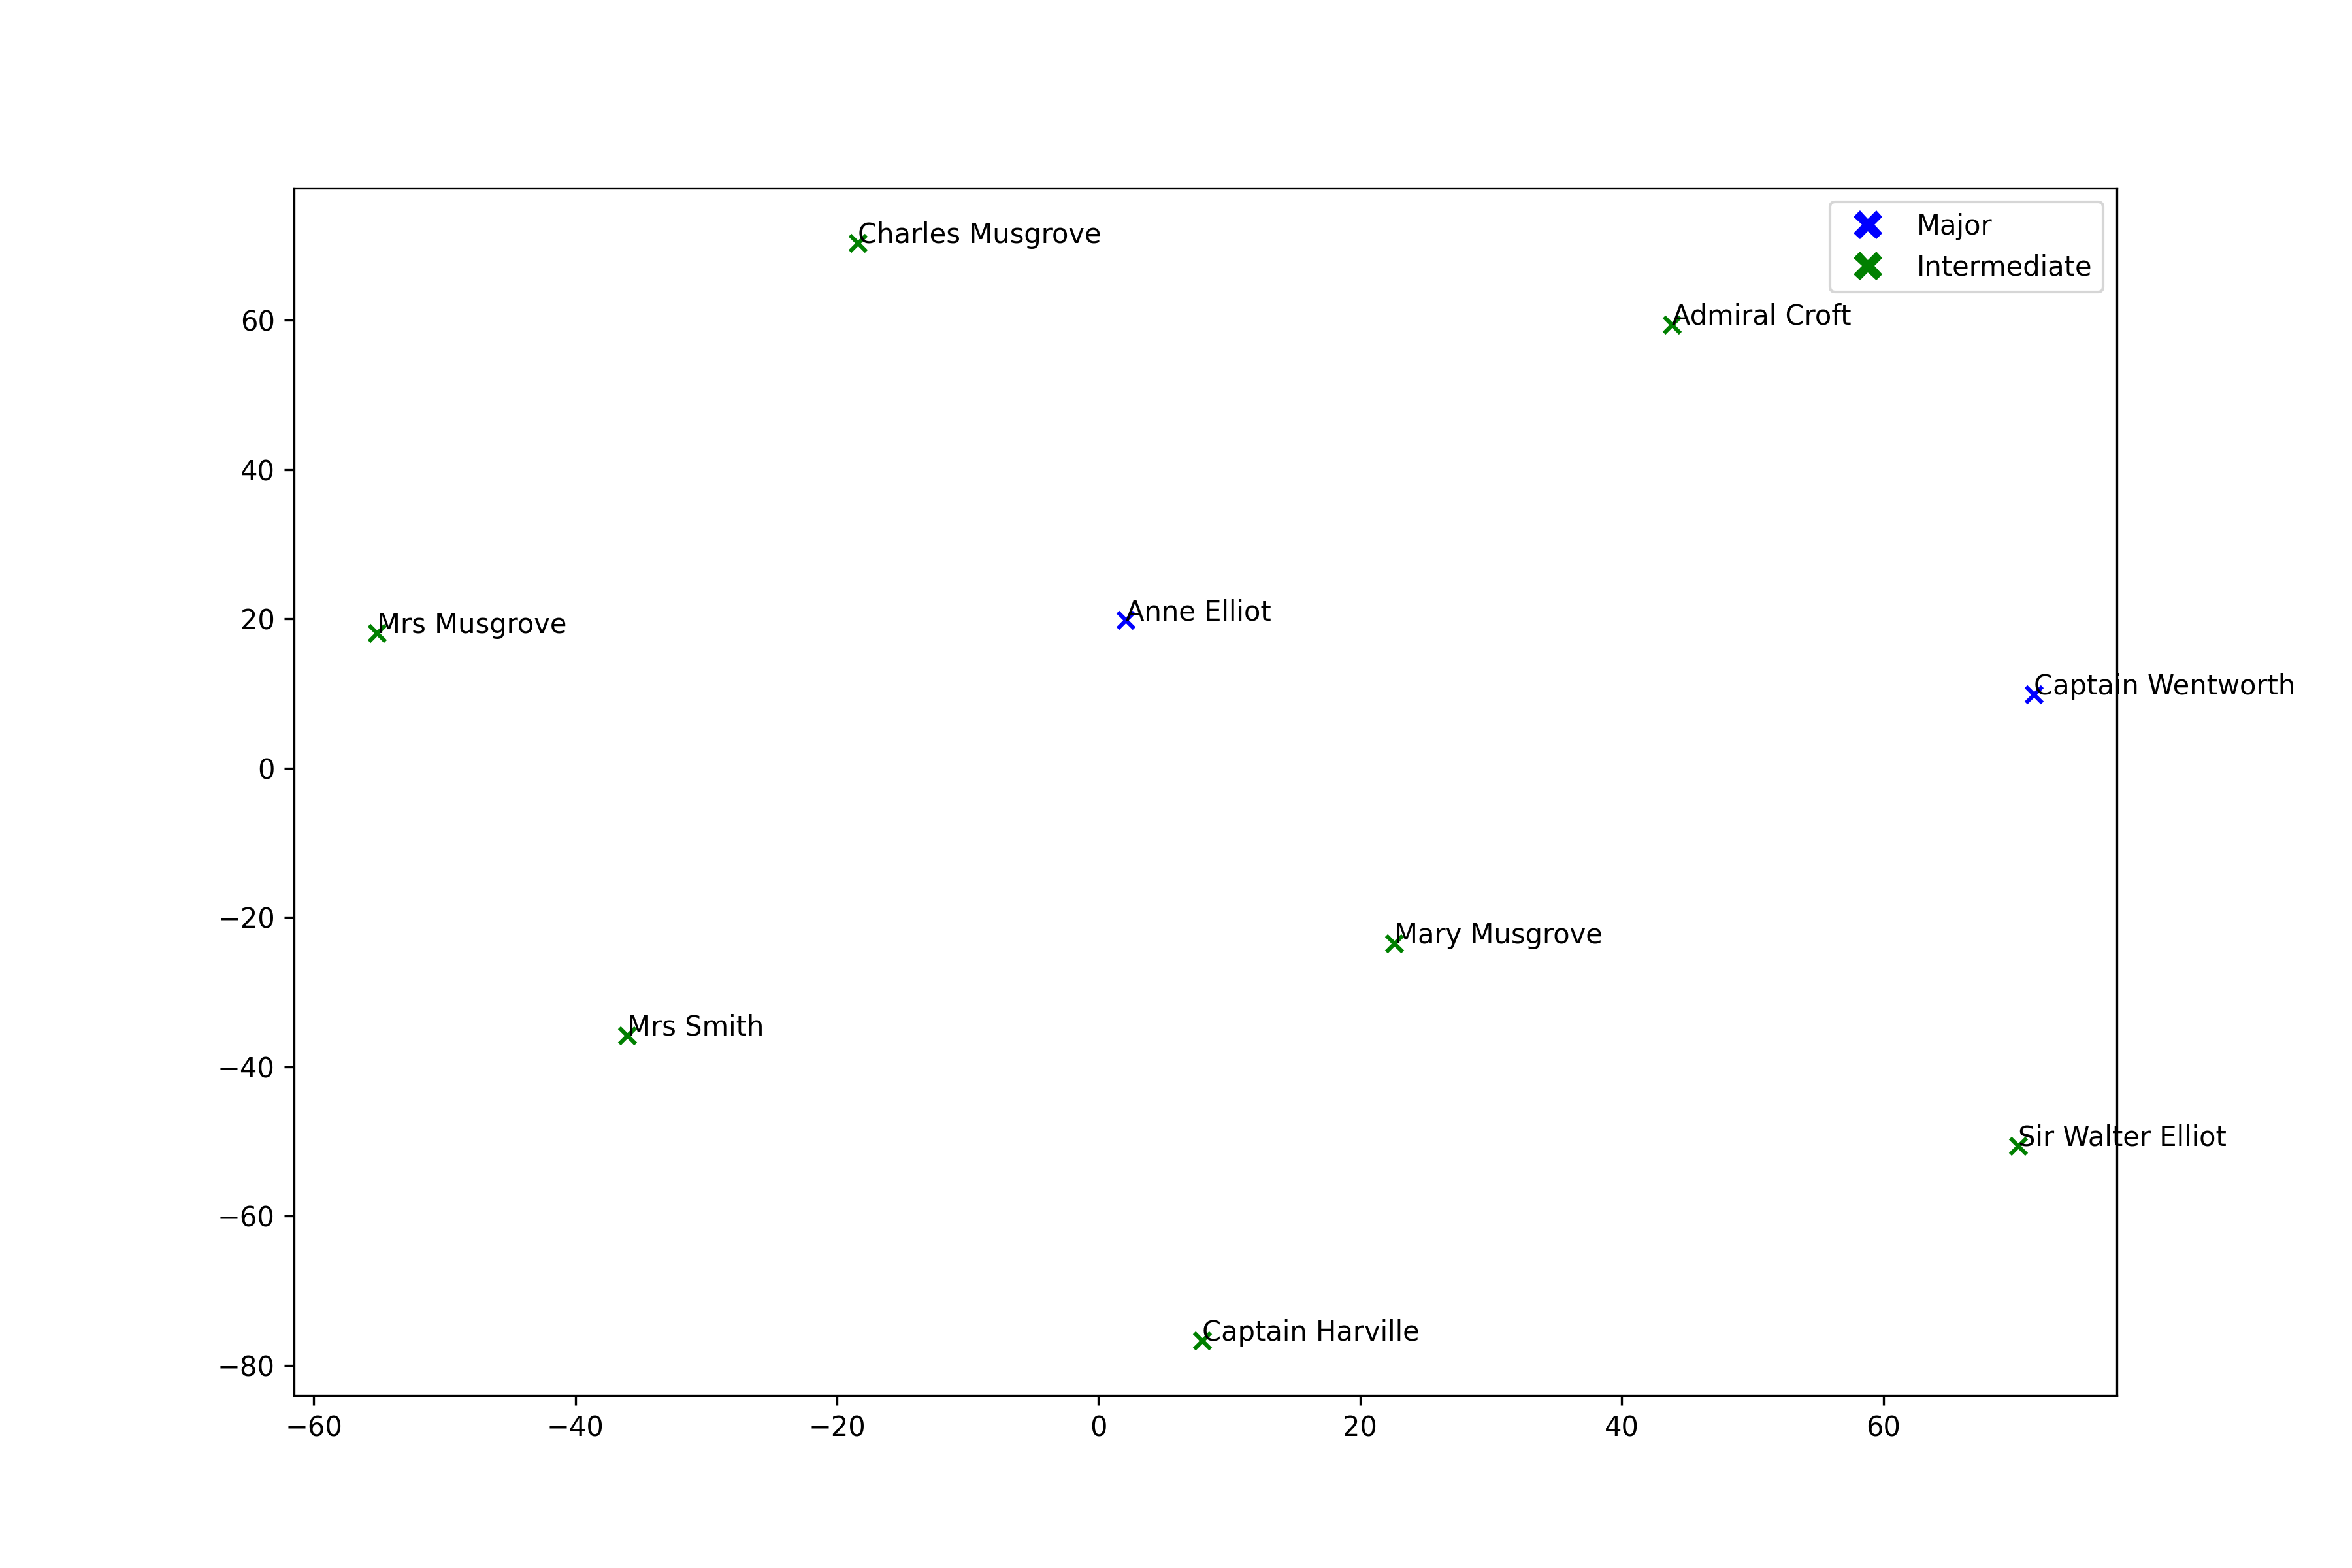 Charles Musgrove
Major
Intermediate
Admiral Croft
60
40
Anne Elliot
20
Mrs Musgrove
Captain Wentworth
0
−20
Mary Musgrove
Mrs Smith
−40
Sir Walter Elliot
−60
Captain Harville
−80
−60 −40 −20 0 20 40 60